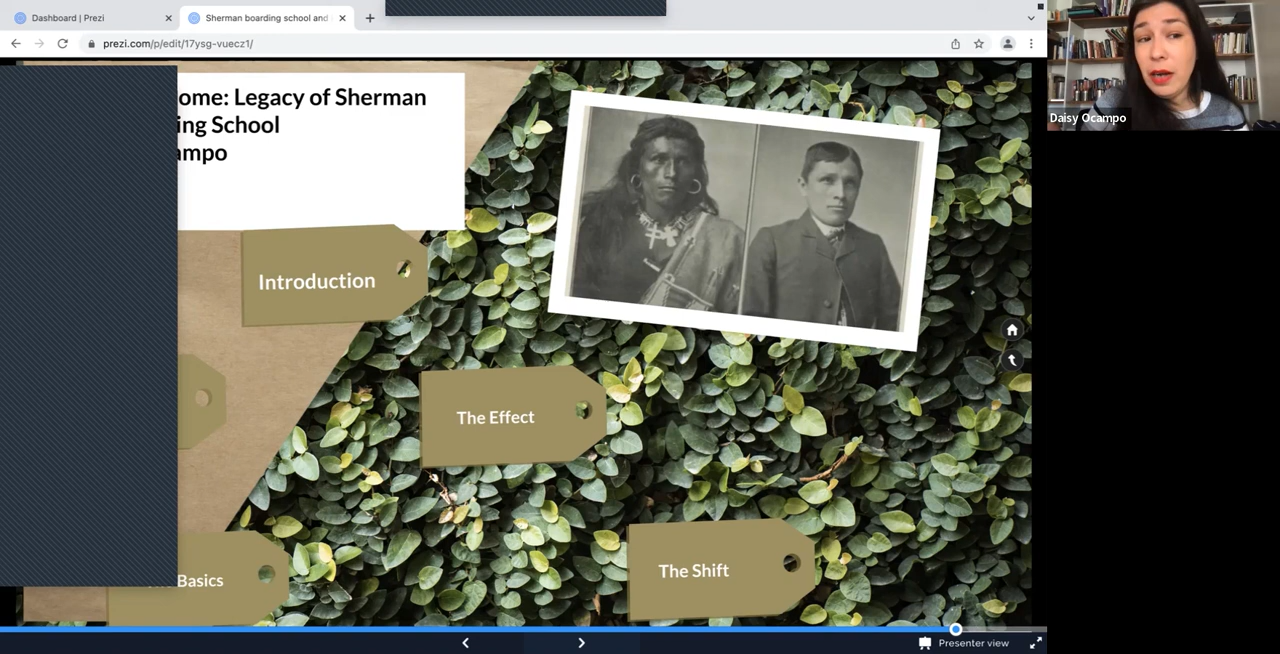 Dashboard | Prezi
Sherman boarding school and
prezi.com/p/edit/17ysg-vuecz1/
ome: Legacy of Sherman
ing School
ampo
Introduction
The Effect
Basics
The Shift
Presenter view
Daisy Ocampo